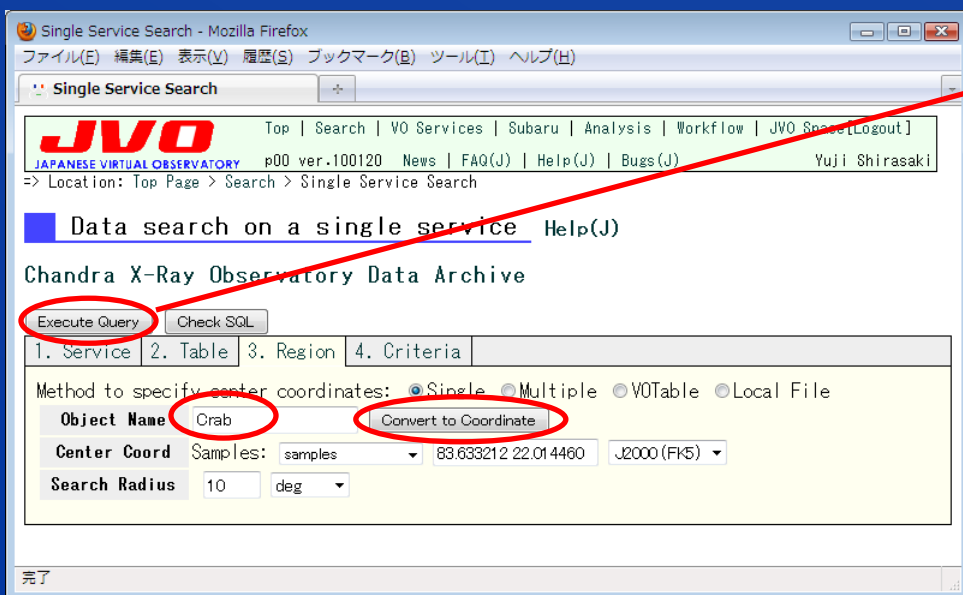 Single Service Search - Mozilla Firefox
ファイル(F) 編集(E) 表示(V) 履歴(S) ブックマーク(B) ツール(T) ヘルプ(H)
Single Service Search
JVO
JAPANESE VIRTUAL OBSERVATORY
Top | Search | VO Services | Subaru | Analysis | Workflow | JVO Space[Logout]
p00 ver.100120 News | FAQ(J) | Help(J) | Bugs(J) Yuji Shirasaki
=> Location: Top Page > Search > Single Service Search
Data search on a single service Help(J)
Chandra X-Ray Observatory Data Archive
Execute Query Check SQL
1. Service 2. Table 3. Region 4. Criteria
Method to specify center coordinates: Single Multiple VOTable Local File
Object Name Crab Convert to Coordinate
Center Coord Samples: samples 83.633212 22.014460 J2000(FK5)
Search Radius 10 deg
完了